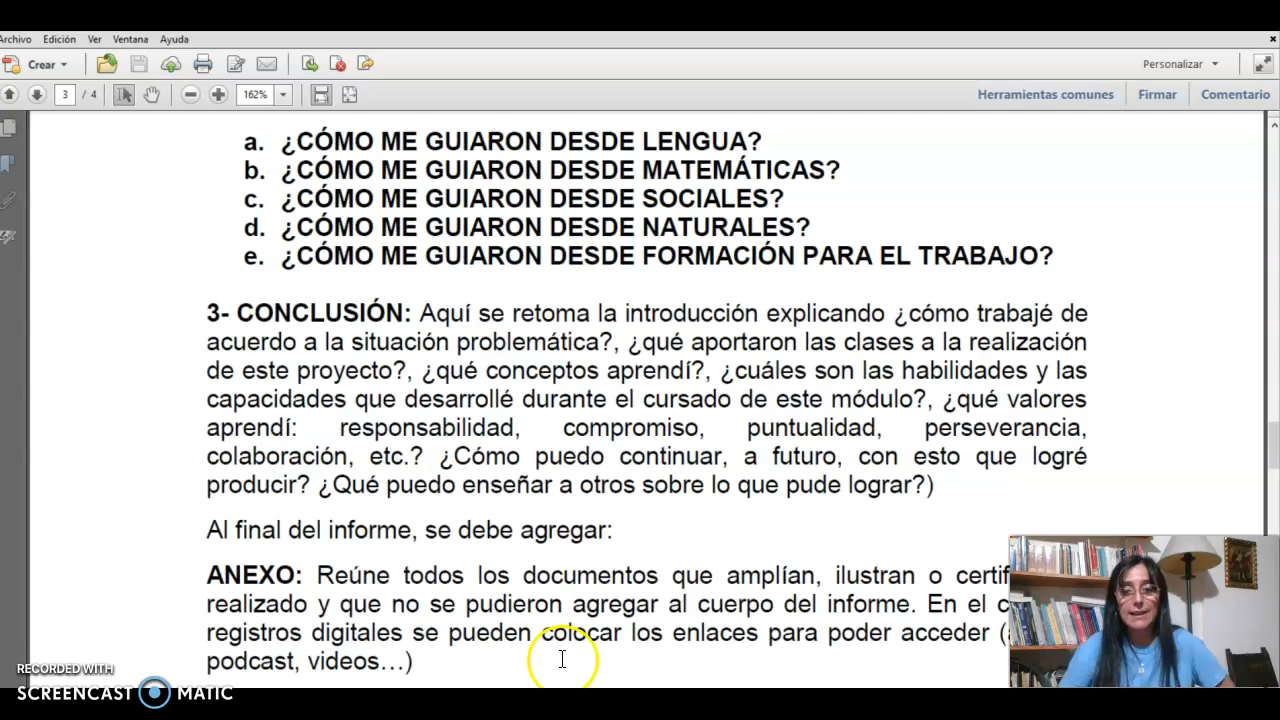 Archivo Edición Ver Ventana Ayuda
Crear
Personalizar
3 / 4
162%
Herramientas comunes Firmar Comentario
a. ¿CÓMO ME GUIARON DESDE LENGUA?
b. ¿CÓMO ME GUIARON DESDE MATEMÁTICAS?
c. ¿CÓMO ME GUIARON DESDE SOCIALES?
d. ¿CÓMO ME GUIARON DESDE NATURALES?
e. ¿CÓMO ME GUIARON DESDE FORMACIÓN PARA EL TRABAJO?
3- CONCLUSIÓN: Aquí se retoma la introducción explicando ¿cómo trabajé de
acuerdo a la situación problemática?, ¿qué aportaron las clases a la realización
de este proyecto?, ¿qué conceptos aprendí?, ¿cuáles son las habilidades y las
capacidades que desarrollé durante el cursado de este módulo?, ¿qué valores
aprendí: responsabilidad, compromiso, puntualidad, perseverancia,
colaboración, etc.? ¿Cómo puedo continuar, a futuro, con esto que logré
producir? ¿Qué puedo enseñar a otros sobre lo que pude lograr?)
Al final del informe, se debe agregar:
ANEXO: Reúne totos los documentos que amplían, ilustran o certif
realizado y que no se pudieron agregar al cuerpo del informe. En el c
registros digitales se pueden colocar los enlaces para poder acceder (
podcast, videos...)
RECORDED WITH
SCREENCAST MATIC